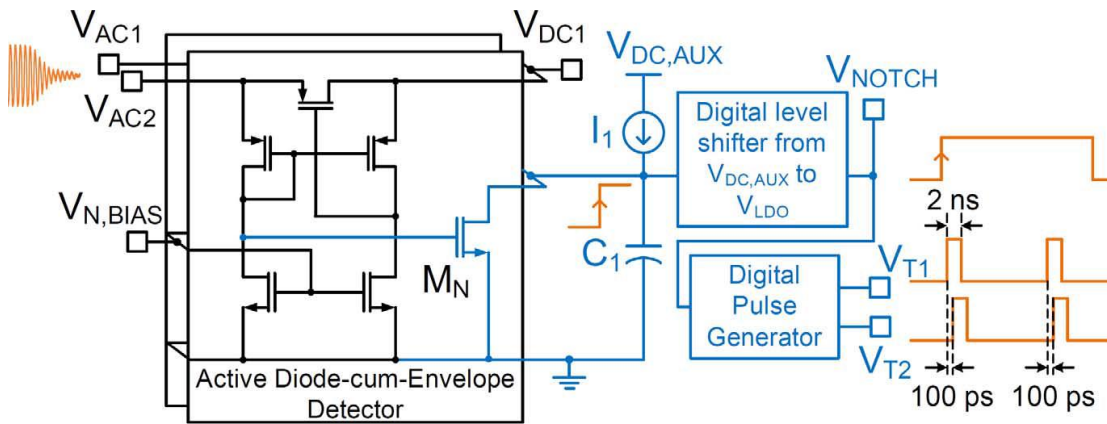 V_AC1
V_AC2
V_DC1
V_N,BIAS
M_N
Active Diode-cum-Envelope
Detector
V_DC,AUX
I_1
C_1
Digital level
shifter from
V_DC,AUX to
V_LDO
V_NOTCH
Digital
Pulse
Generator
V_T1
V_T2
2 ns
100 ps
100 ps